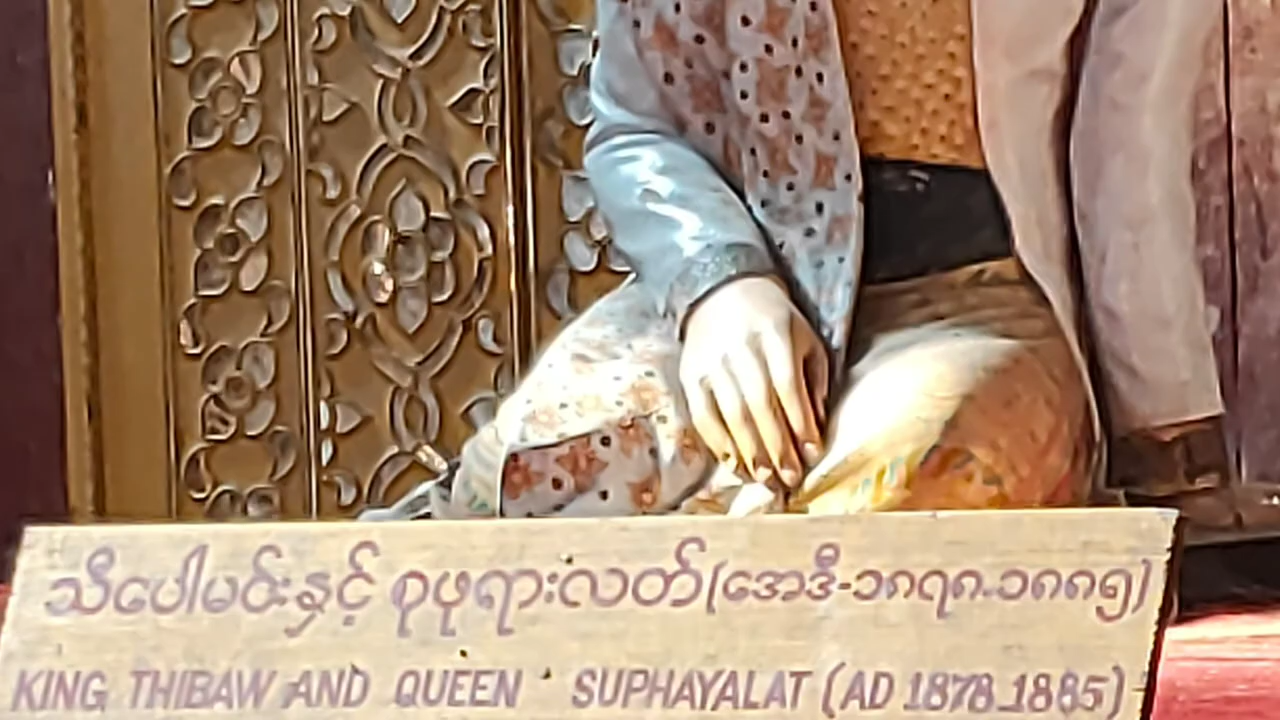 သီပေါမင်းနှင့် စုဖုရားလတ်(အေဒီ-၁၈၇၈-၁၈၈၅)
KING THIBAW AND QUEEN SUPHAYALAT (AD 1878-1885)